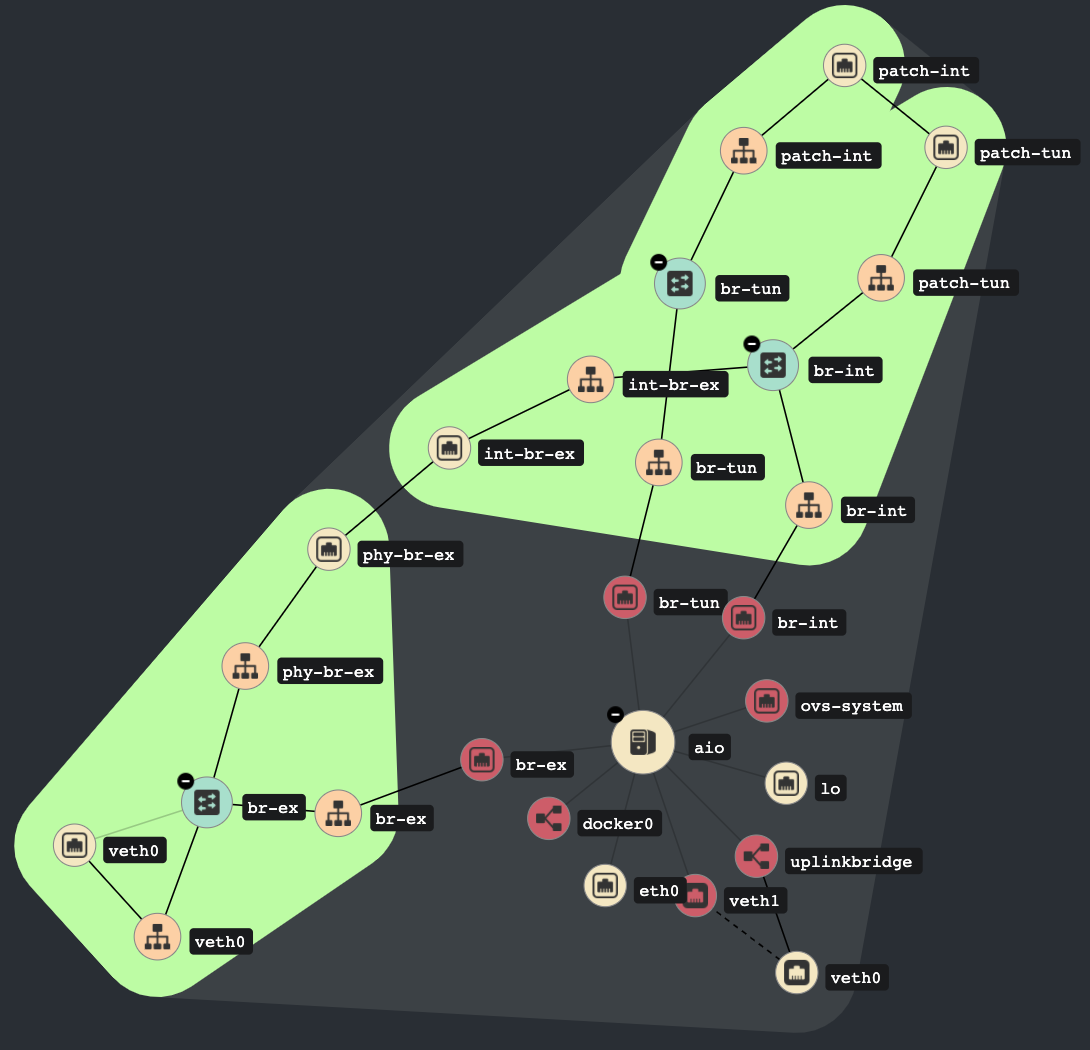 patch-int
patch-int
patch-tun
patch-tun
br-tun
br-int
int-br-ex
int-br-ex
br-tun
br-int
phy-br-ex
br-tun
br-int
phy-br-ex
ovs-system
aio
br-ex
lo
br-ex
br-ex
docker0
veth0
uplinkbridge
eth0
veth1
veth0
veth0